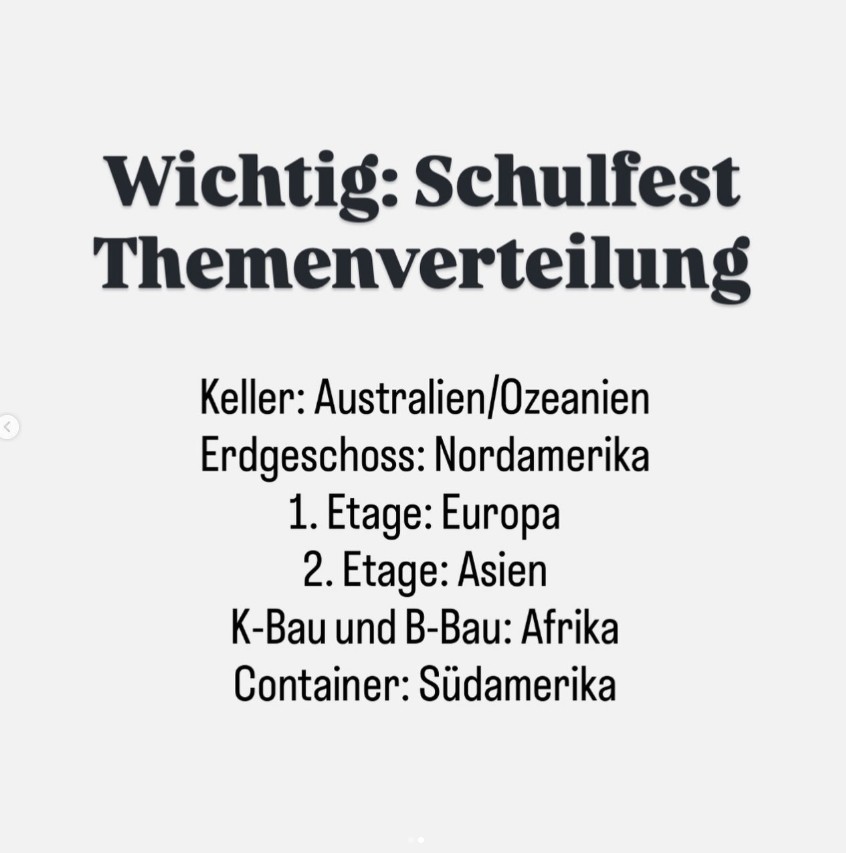 Wichtig: Schulfest
Themenverteilung
Keller: Australien/Ozeanien
Erdgeschoss: Nordamerika
1. Etage: Europa
2. Etage: Asien
K-Bau und B-Bau: Afrika
Container: Südamerika